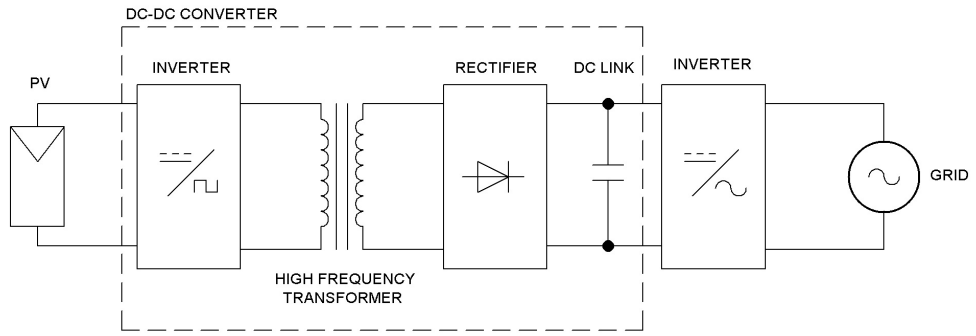 DC-DC CONVERTER
INVERTER
RECTIFIER
DC LINK
INVERTER
PV
GRID
HIGH FREQUENCY
TRANSFORMER